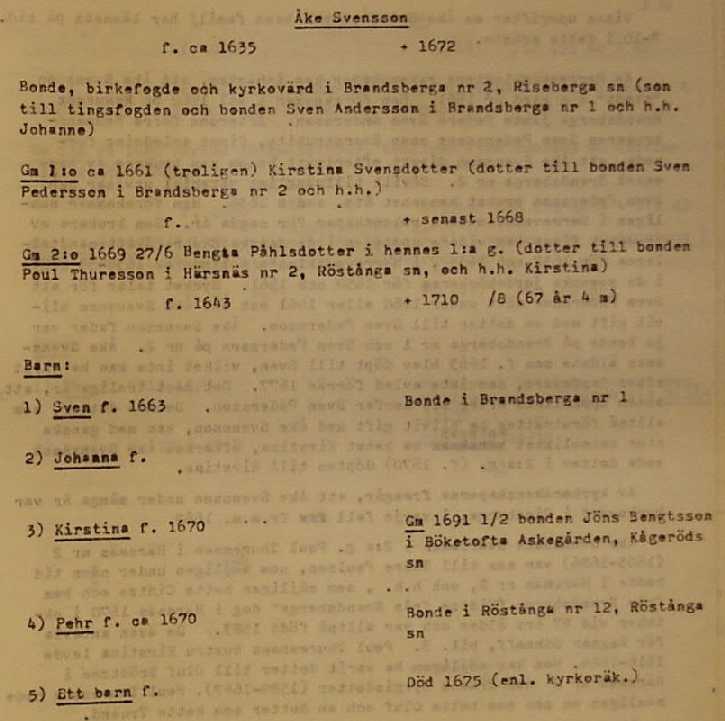 Åke Svensson
f. ca 1635 + 1672
Bonde, birkefogde och kyrkovärd i Brandsberga nr 2, Riseberga sn (son
till tingsfogden och bonden Sven Andersson i Brandsberga nr 1 och h.h.
Johanne)
Gm 1:o ca 1661 (troligen) Kirstina Svensdotter (dotter till bonden Sven
Pedersson i Brandsberga nr 2 och h.h.)
f. + senast 1668
Gm 2:o 1669 27/6 Bengta Påhlsdotter i hennes 1:a g. (dotter till bonden
Poul Thuresson i Härsnäs nr 2, Röstånga sn, och h.h. Kirstina)
f. 1643 + 1710 /8 (67 år 4 m)
Barn:
1) Sven f. 1663 Bonde i Brandsberga nr 1
2) Johanna f.
3) Kirstina f. 1670 Gm 1691 1/2 bonden Jöns Bengtsson
i Böketofta Askegården, Kågeröds
sn
4) Pehr f. ca 1670 Bonde i Röstånga nr 12, Röstånga
sn
5) Ett barn f. Död 1675 (enl. kyrkoräk.)